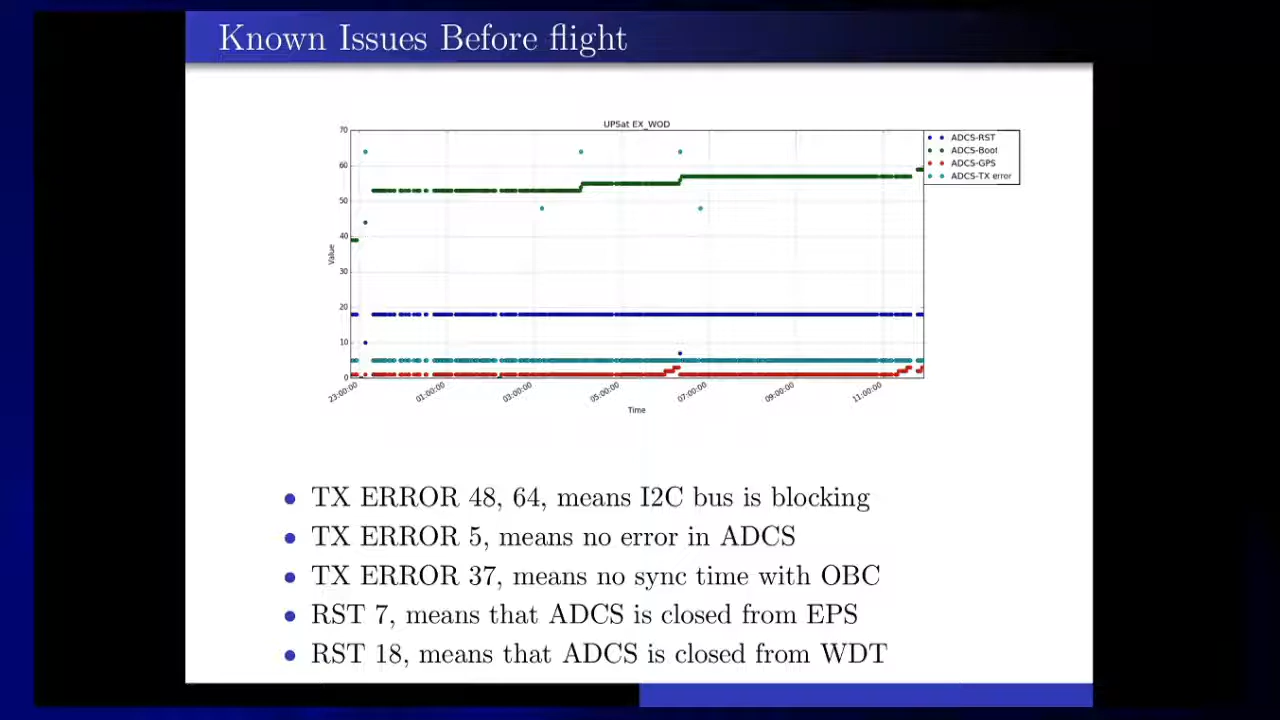 Known Issues Before flight
UPSat EX_WOD
70
60
50
40
30
20
10
0
Value
23:00:00
01:00:00
03:00:00
05:00:00
07:00:00
09:00:00
11:00:00
Time
ADCS-RST
ADCS-Boot
ADCS-GPS
ADCS-TX error
• TX ERROR 48, 64, means I2C bus is blocking
• TX ERROR 5, means no error in ADCS
• TX ERROR 37, means no sync time with OBC
• RST 7, means that ADCS is closed from EPS
• RST 18, means that ADCS is closed from WDT